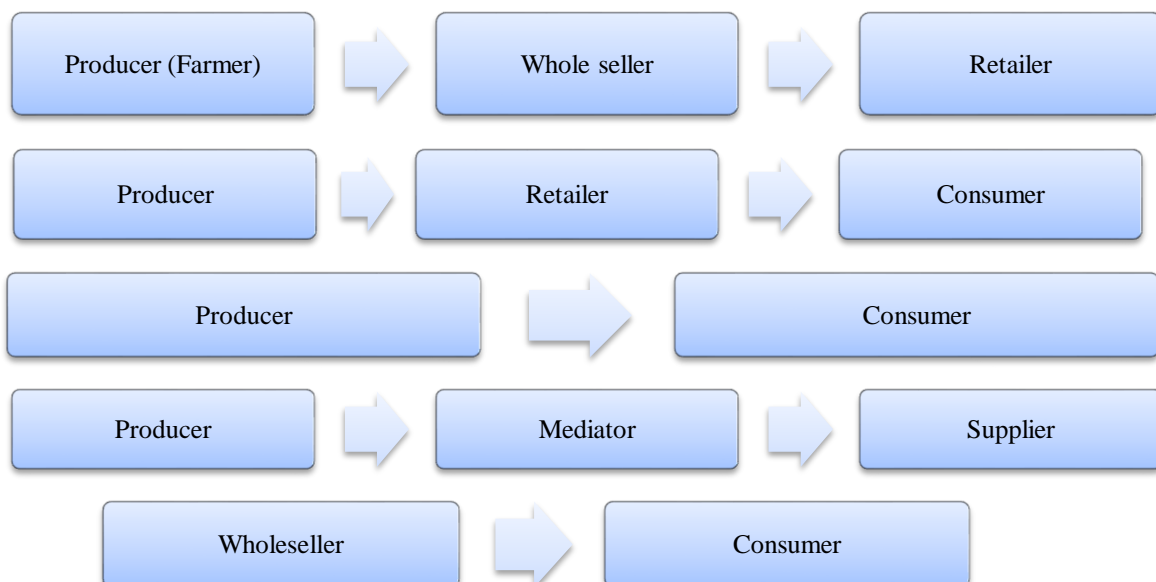 Producer (Farmer) Whole seller Retailer
Producer Retailer Consumer
Producer Consumer
Producer Mediator Supplier
Wholeseller Consumer